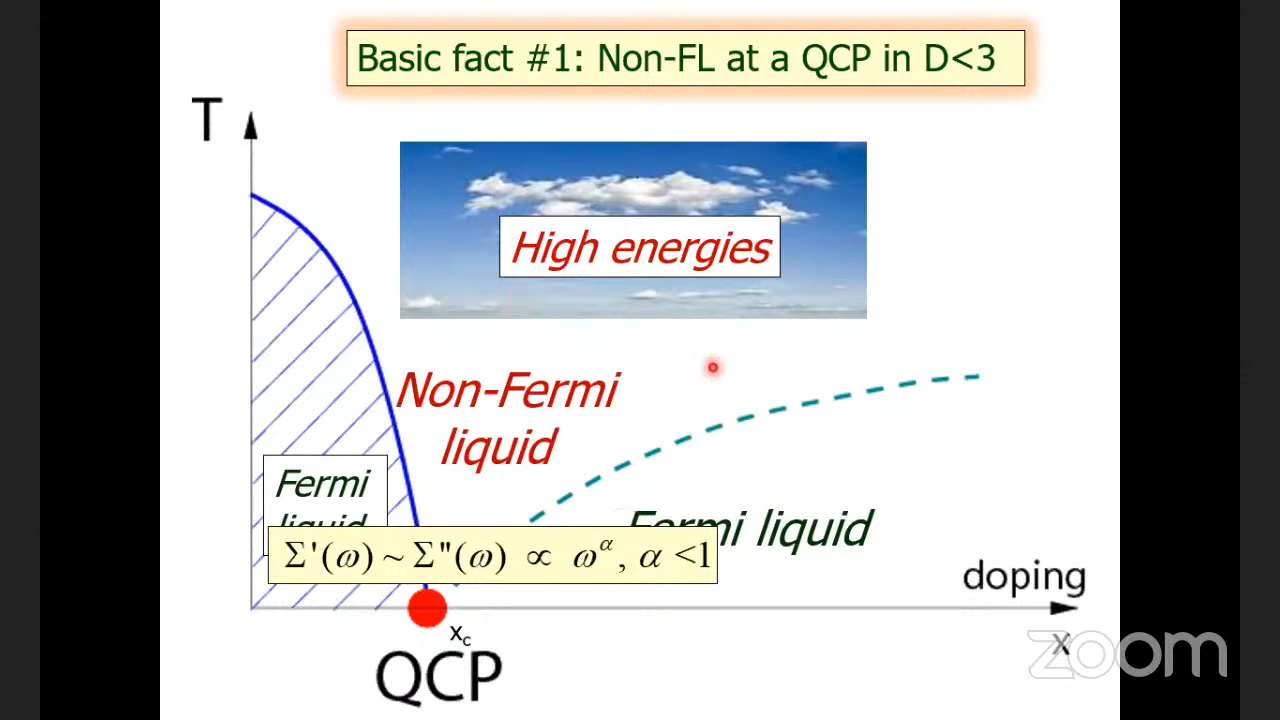 Basic fact #1: Non-FL at a QCP in D<3
T
High energies
Non-Fermi
liquid
Fermi
liquid
Fermi liquid
Σ'(ω) ~ Σ"(ω) ∝ ω^α, α <1
doping
x_c
x
QCP
zoom